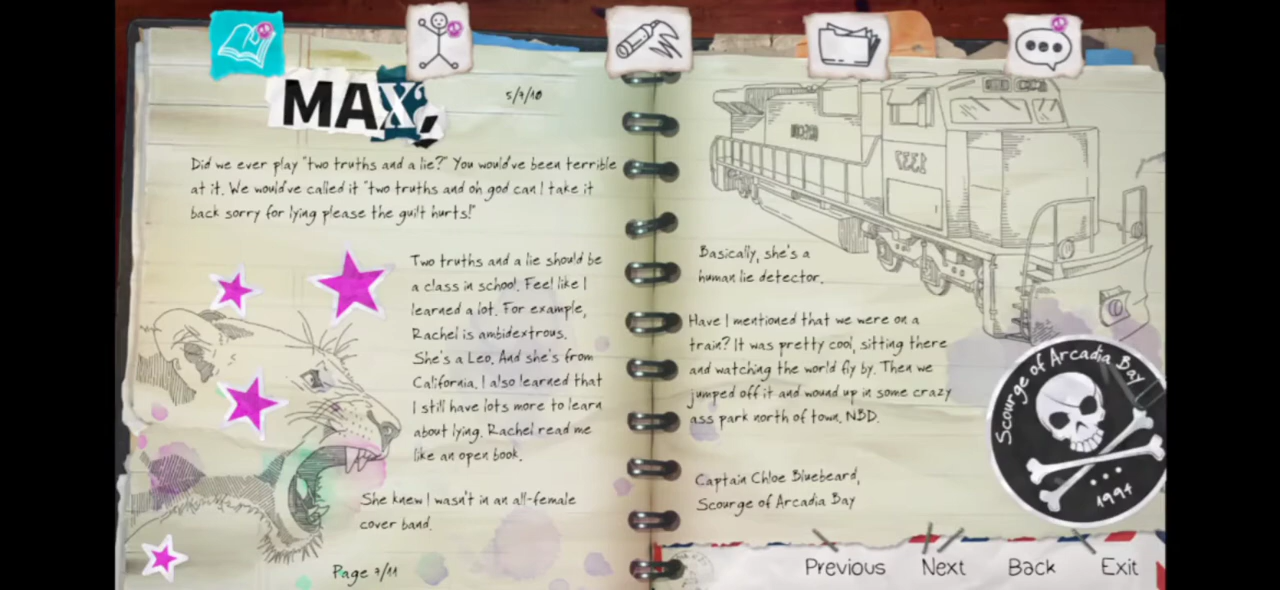 MAX,
5/7/10
Did we ever play "two truths and a lie?" You would've been terrible
at it. We would've called it "two truths and oh god can I take it
back sorry for lying please the guilt hurts!"
Two truths and a lie should be
a class in school. Feel like I
learned a lot. For example,
Rachel is ambidextrous.
She's a Leo. And she's from
California. I also learned that
I still have lots more to learn
about lying. Rachel read me
like an open book.
She knew I wasn't in an all-female
cover band.
Page 7/11
Basically, she's a
human lie detector.
Have I mentioned that we were on a
train? It was pretty cool, sitting there
and watching the world fly by. Then we
jumped off it and wound up in some crazy
ass park north of town. NBD.
Captain Chloe Bluebeard,
Scourge of Arcadia Bay
Scourge of Arcadia Bay
1994
Previous Next Back Exit